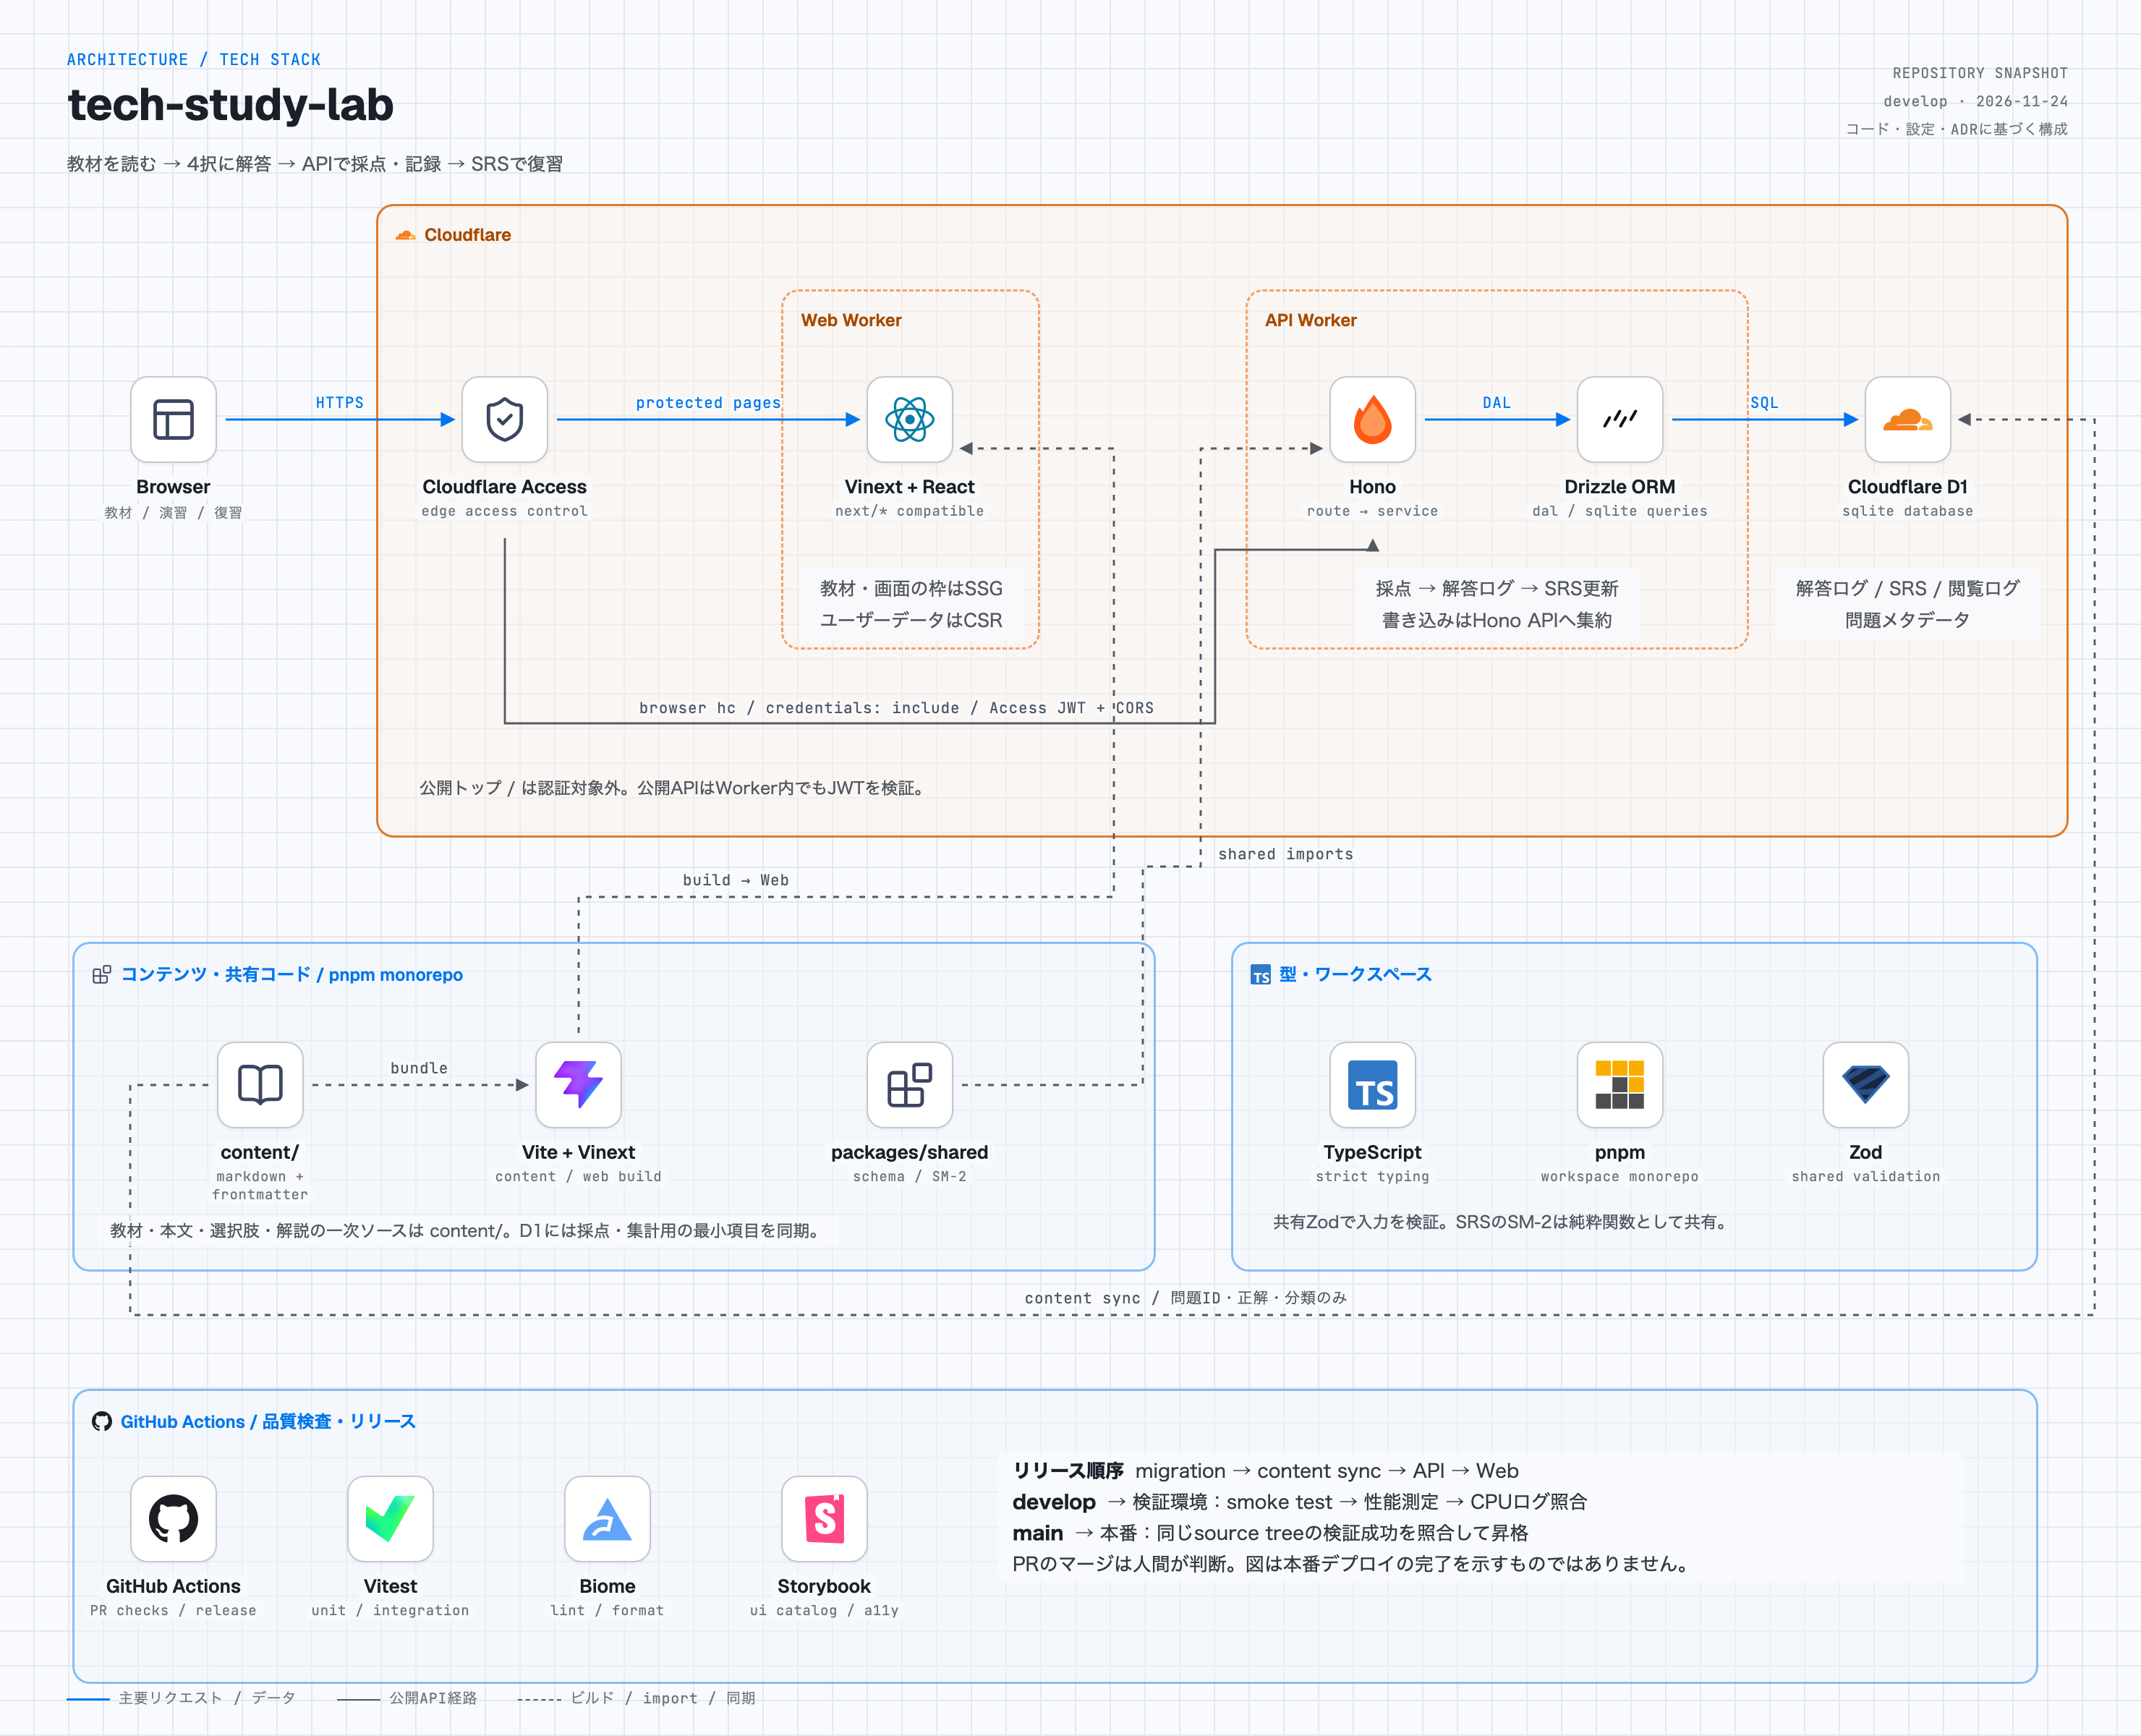 ARCHITECTURE / TECH STACK
tech-study-lab
教材を読む → 4択に解答 → APIで採点・記録 → SRSで復習
REPOSITORY SNAPSHOT
develop · 2026-11-24
コード・設定・ADRに基づく構成
Cloudflare
Web Worker
API Worker
HTTPS
protected pages
DAL
SQL
Browser
教材 / 演習 / 復習
Cloudflare Access
edge access control
Vinext + React
next/* compatible
Hono
route → service
Drizzle ORM
dal / sqlite queries
Cloudflare D1
sqlite database
教材・画面の枠はSSG
ユーザーデータはCSR
採点 → 解答ログ → SRS更新
書き込みはHono APIへ集約
解答ログ / SRS / 閲覧ログ
問題メタデータ
browser hc / credentials: include / Access JWT + CORS
公開トップ / は認証対象外。公開APIはWorker内でもJWTを検証。
shared imports
build → Web
コンテンツ・共有コード / pnpm monorepo
bundle
content/
markdown +
frontmatter
Vite + Vinext
content / web build
packages/shared
schema / SM-2
教材・本文・選択肢・解説の一次ソースは content/。D1には採点・集計用の最小項目を同期。
TS 型・ワークスペース
TS
TypeScript
strict typing
pnpm
workspace monorepo
Zod
shared validation
共有Zodで入力を検証。SRSのSM-2は純粋関数として共有。
content sync / 問題ID・正解・分類のみ
GitHub Actions / 品質検査・リリース
GitHub Actions
PR checks / release
Vitest
unit / integration
Biome
lint / format
S
Storybook
ui catalog / a11y
リリース順序 migration → content sync → API → Web
develop → 検証環境：smoke test → 性能測定 → CPUログ照合
main → 本番：同じsource treeの検証成功を照合して昇格
PRのマージは人間が判断。図は本番デプロイの完了を示すものではありません。
主要リクエスト / データ
公開API経路
ビルド / import / 同期